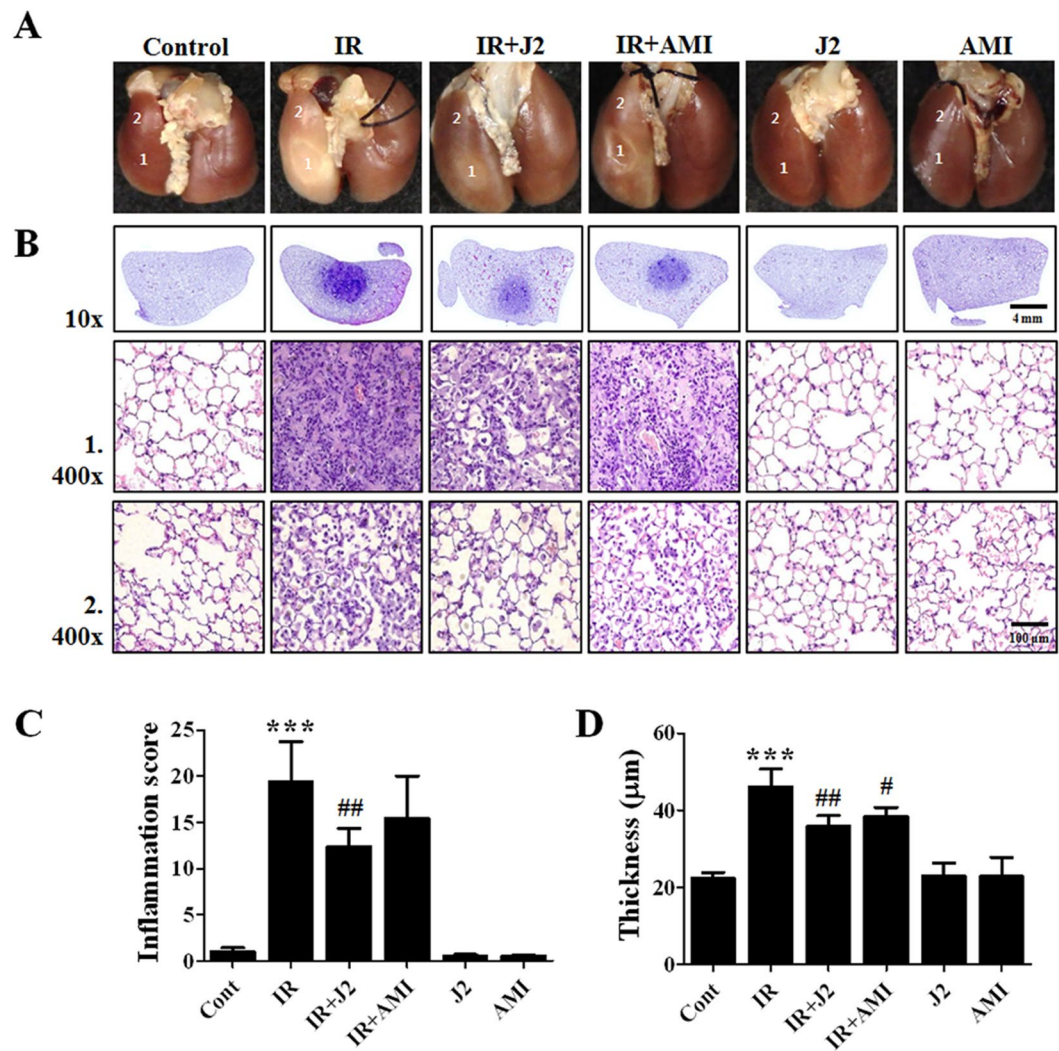 A
Control IR IR+J2 IR+AMI J2 AMI
2 2 2 2 2 2
1 1 1 1 1 1
B
10x
4 mm
1.
400x
2.
400x
100 μm
C
Inflammation score
25
20
15
10
5
0
***
##
Cont IR IR+J2 IR+AMI J2 AMI
D
Thickness (μm)
60
40
20
0
***
##
#
Cont IR IR+J2 IR+AMI J2 AMI